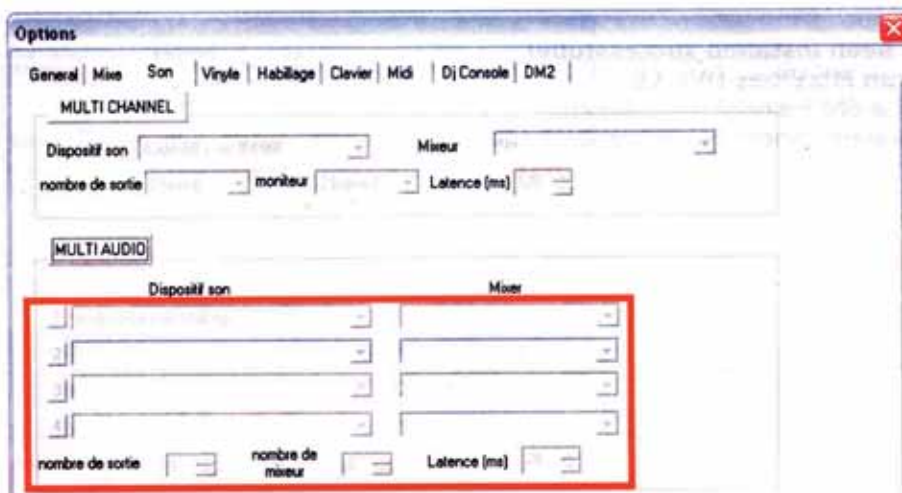 Options
General | Mixe Son | Vinyle | Habillage | Clavier | Midi | Dj Console | DM2 |
MULTI CHANNEL
Dispositif son Mixeur
nombre de sortie moniteur Latence (ms)
MULTI AUDIO
Dispositif son Mixer
1
2
3
4
nombre de sortie nombre de mixeur Latence (ms)